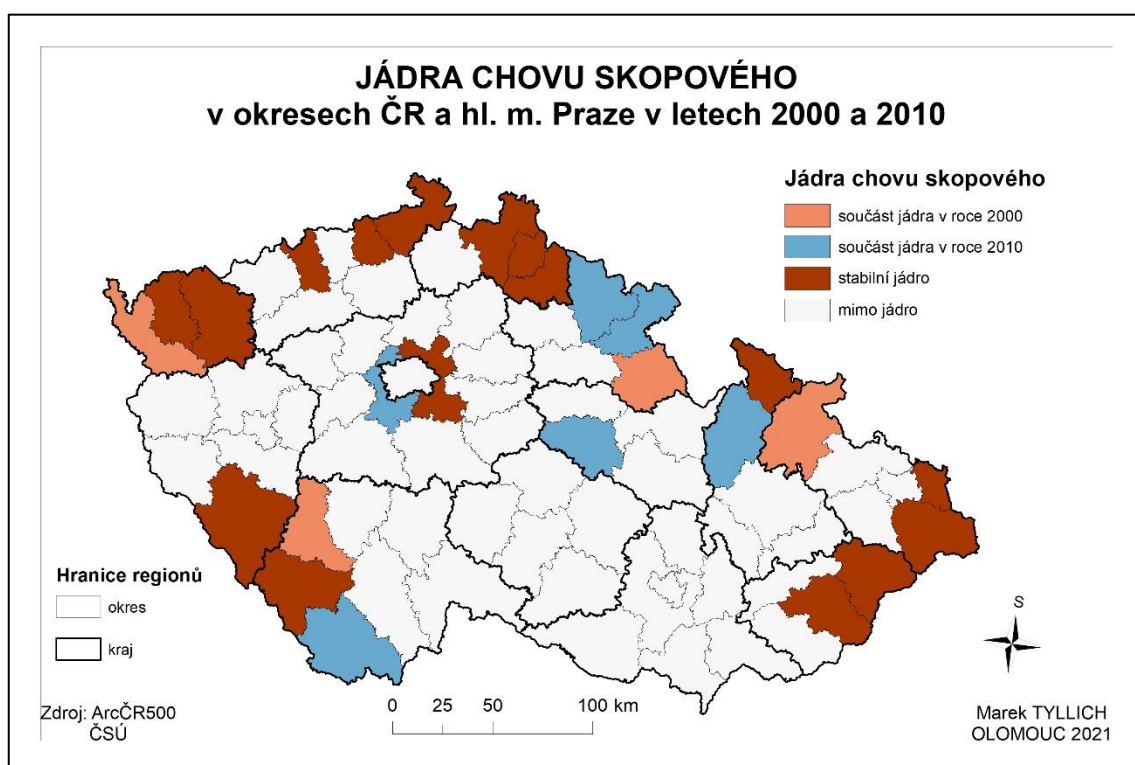 JÁDRA CHOVU SKOPOVÉHO
v okresech ČR a hl. m. Praze v letech 2000 a 2010
Jádra chovu skopového
součást jádra v roce 2000
součást jádra v roce 2010
stabilní jádro
mimo jádro
Hranice regionů
okres
kraj
S
0 25 50 100 km
Zdroj: ArcČR500
ČSÚ
Marek TYLLICH
OLOMOUC 2021